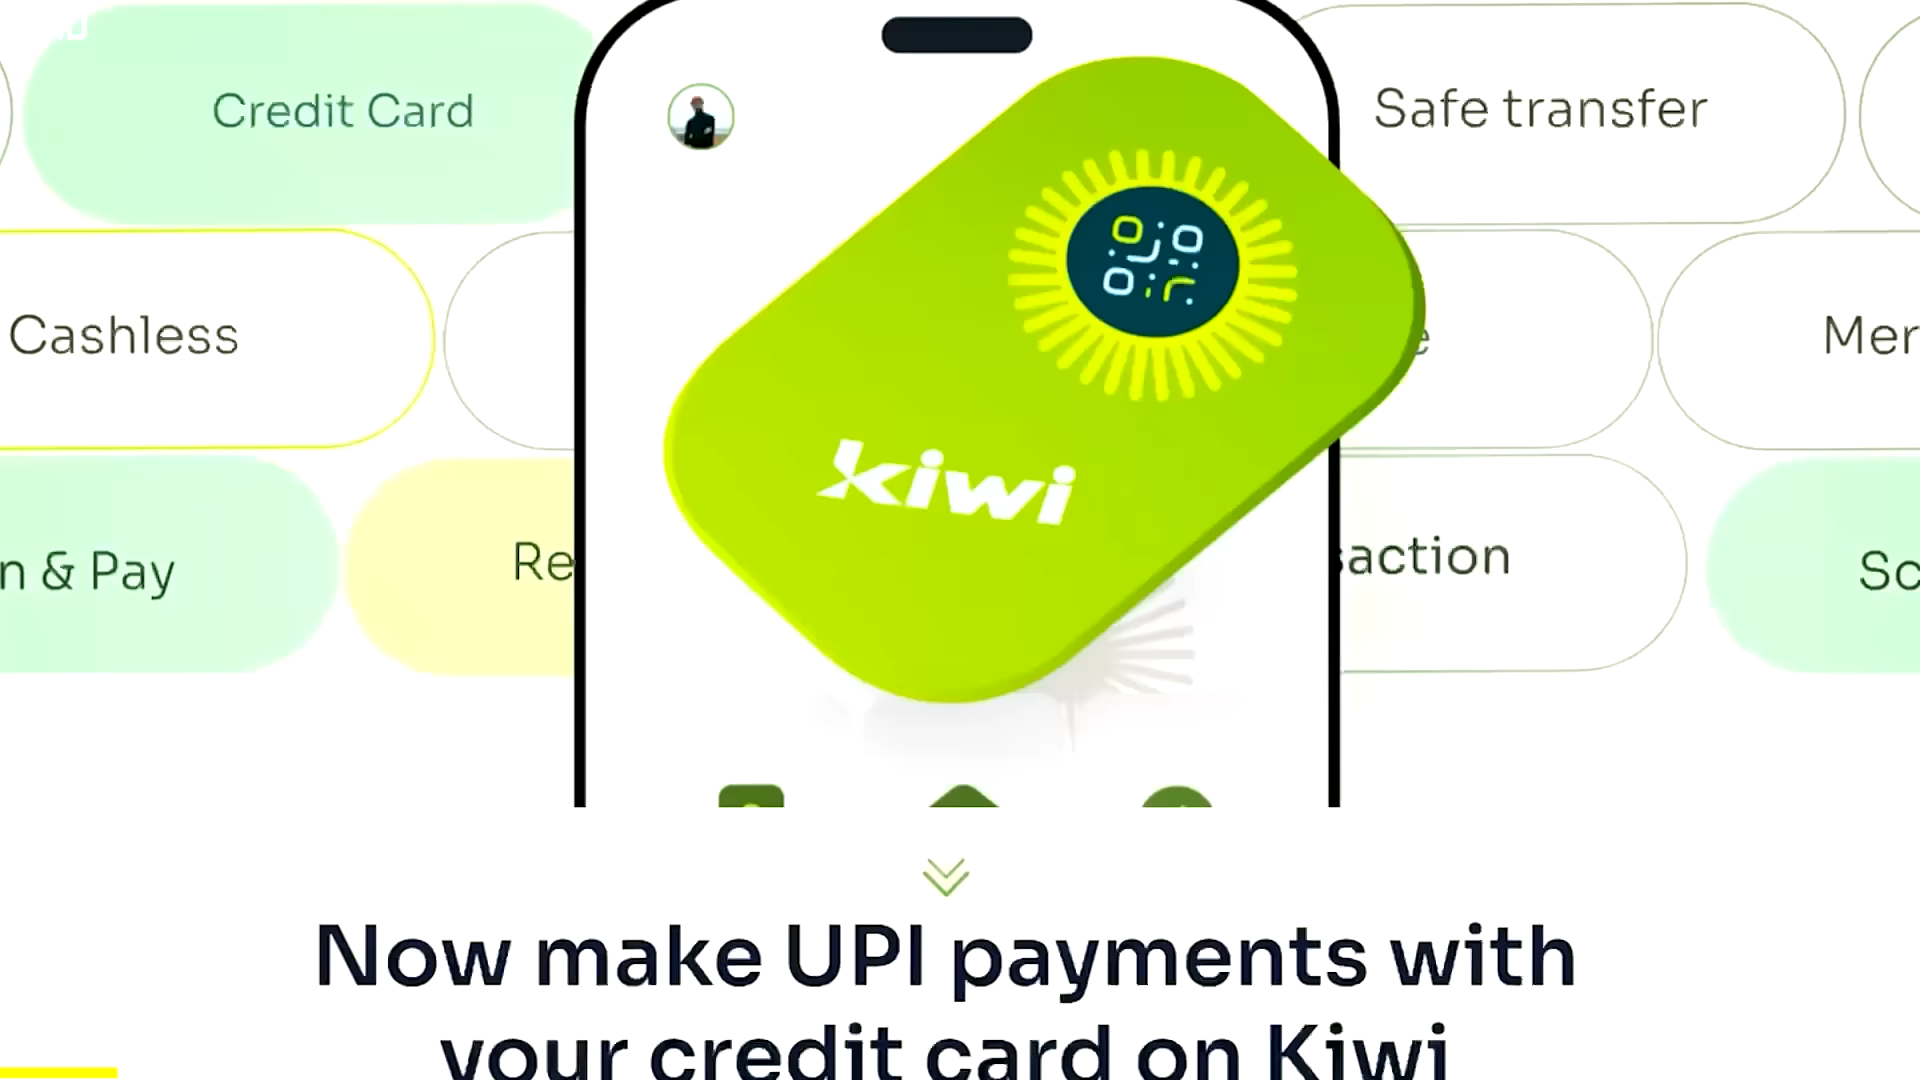 Credit Card
Safe transfer
kiwi
Cashless
Mer
n & Pay
Re
saction
Sc
Now make UPI payments with
your credit card on Kiwi